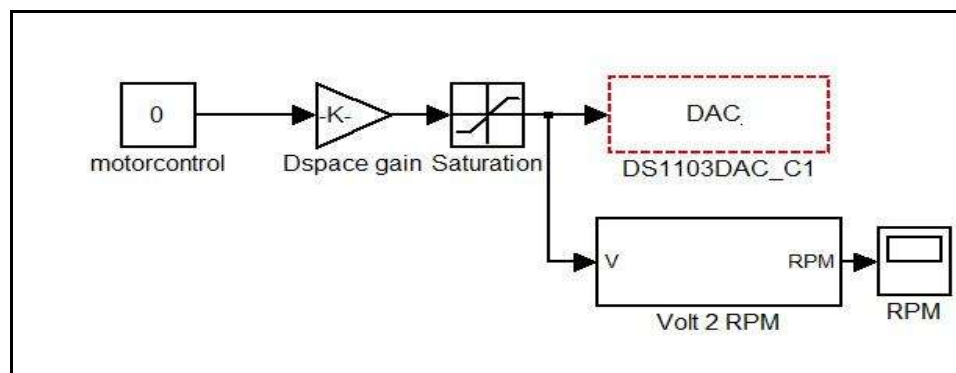 0
motorcontrol
-K-
Dspace gain
Saturation
DAC
DS1103DAC_C1
V
RPM
Volt 2 RPM
RPM